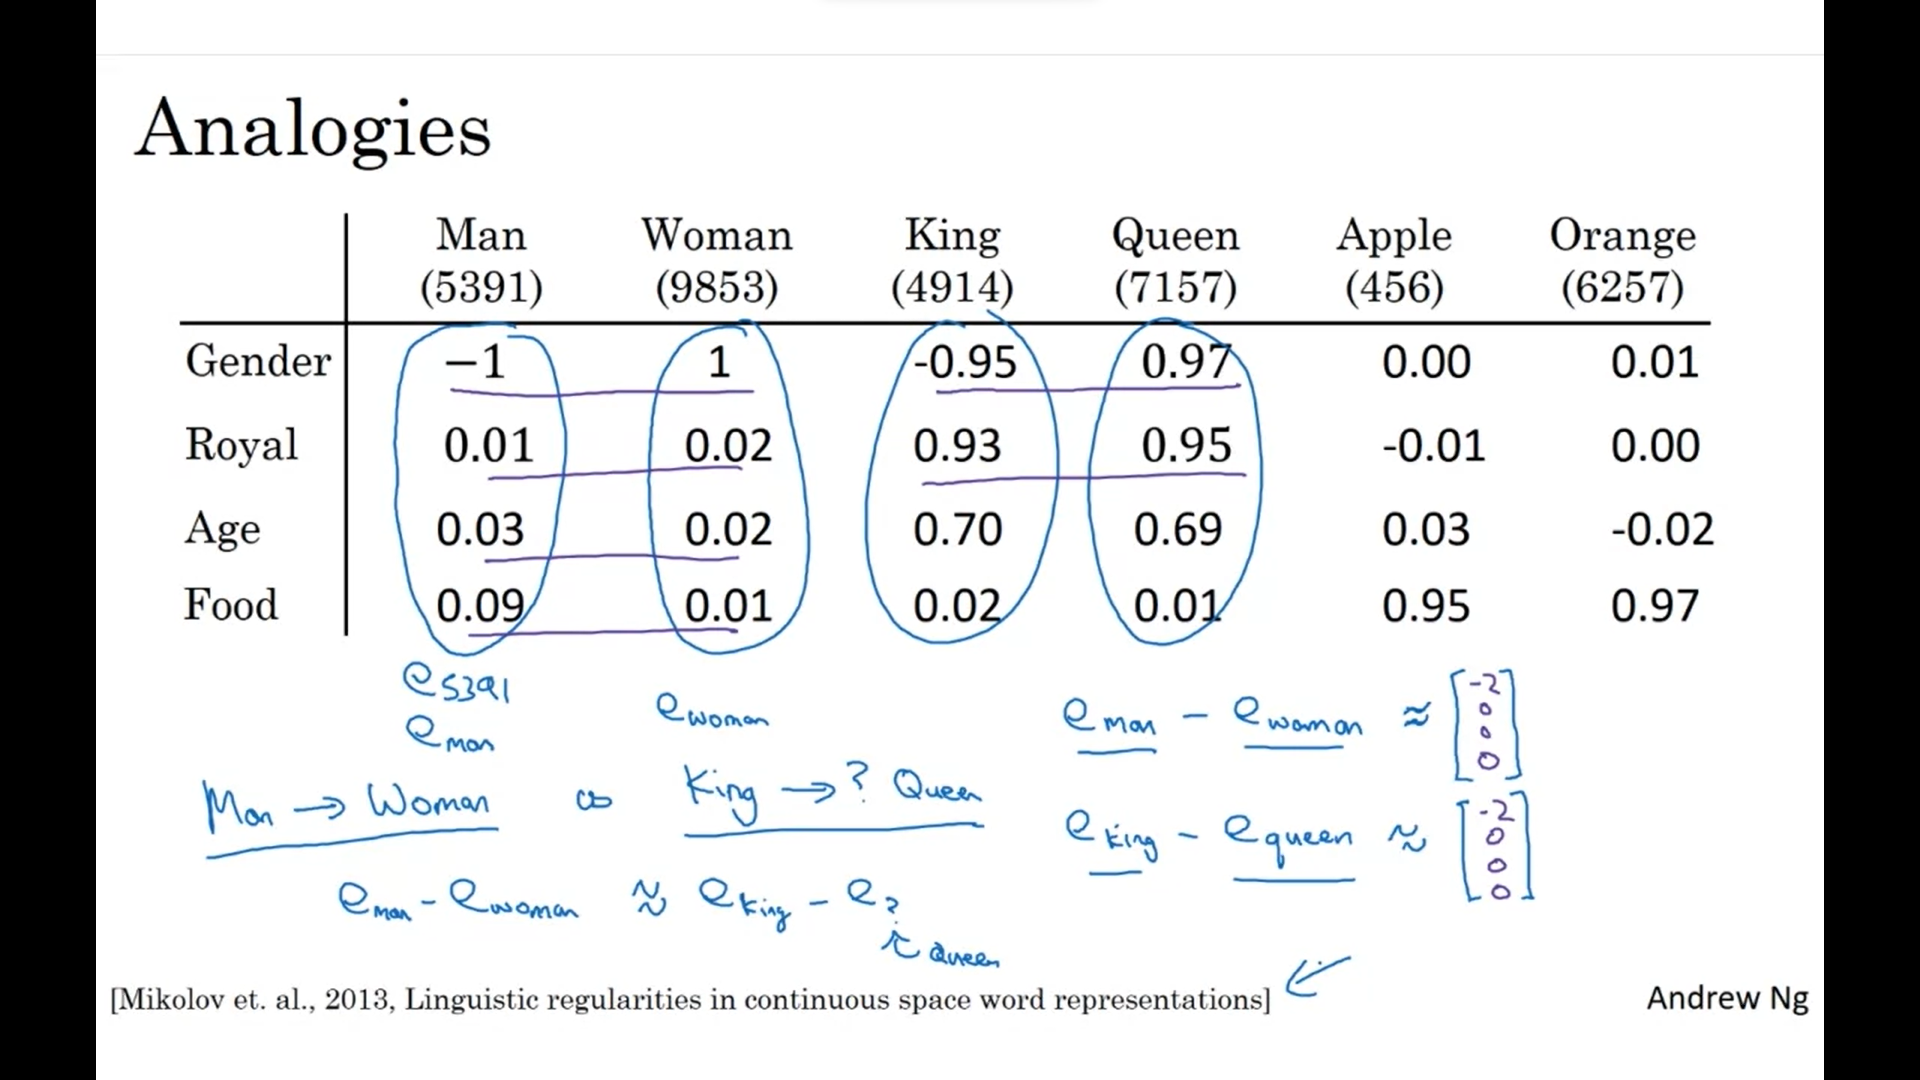 Analogies
Man Woman King Queen Apple Orange
(5391) (9853) (4914) (7157) (456) (6257)
Gender −1 1 -0.95 0.97 0.00 0.01
Royal 0.01 0.02 0.93 0.95 -0.01 0.00
Age 0.03 0.02 0.70 0.69 0.03 -0.02
Food 0.09 0.01 0.02 0.01 0.95 0.97
e5391
eman ewoman
eman - ewoman ≈ [-2 0 0 0]
Man → Woman as King → ? Queen
eking - equeen ≈ [-2 0 0 0]
eman - ewoman ≈ eking - e?
↑ Queen
[Mikolov et. al., 2013, Linguistic regularities in continuous space word representations] ←
Andrew Ng